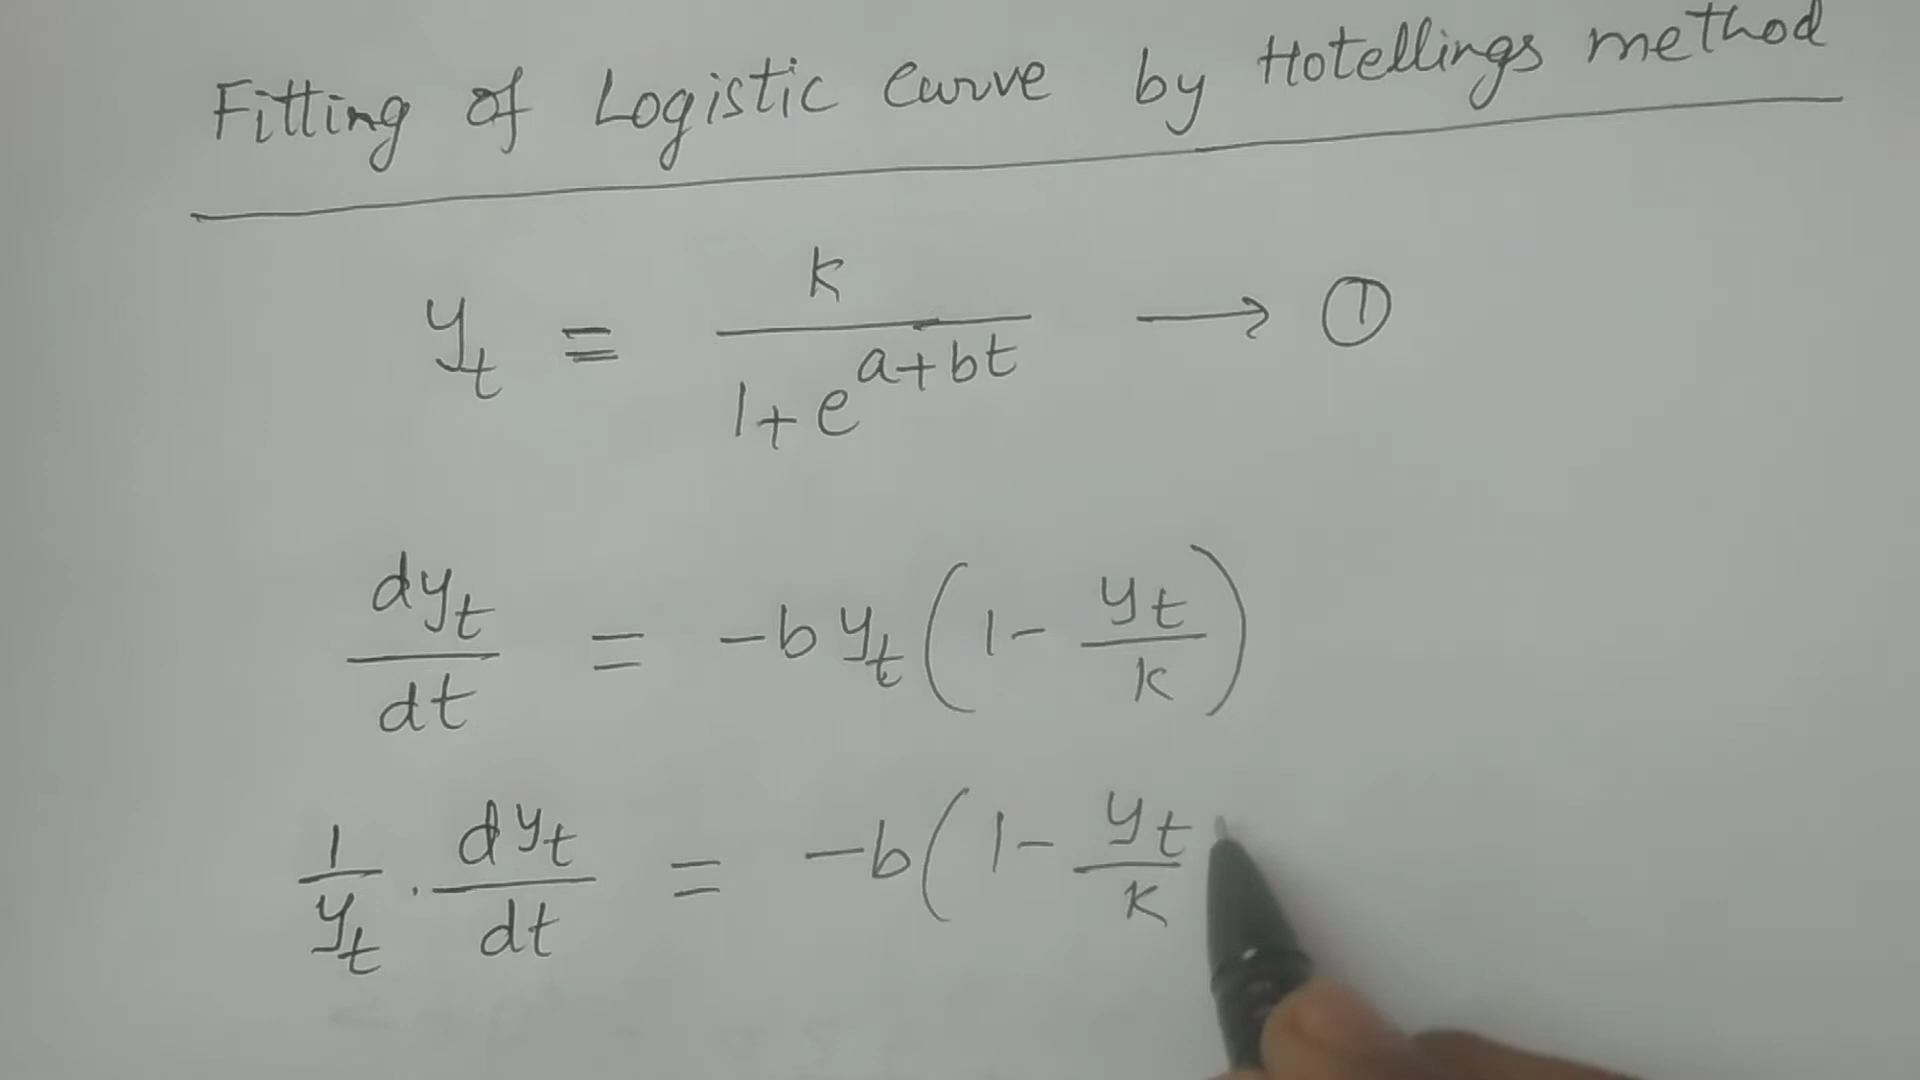 Fitting of Logistic Curve by Hotellings method
y_t = k / (1+e^(a+bt)) → ①
dy_t/dt = -b y_t (1 - y_t/k)
1/y_t · dy_t/dt = -b(1 - y_t/k